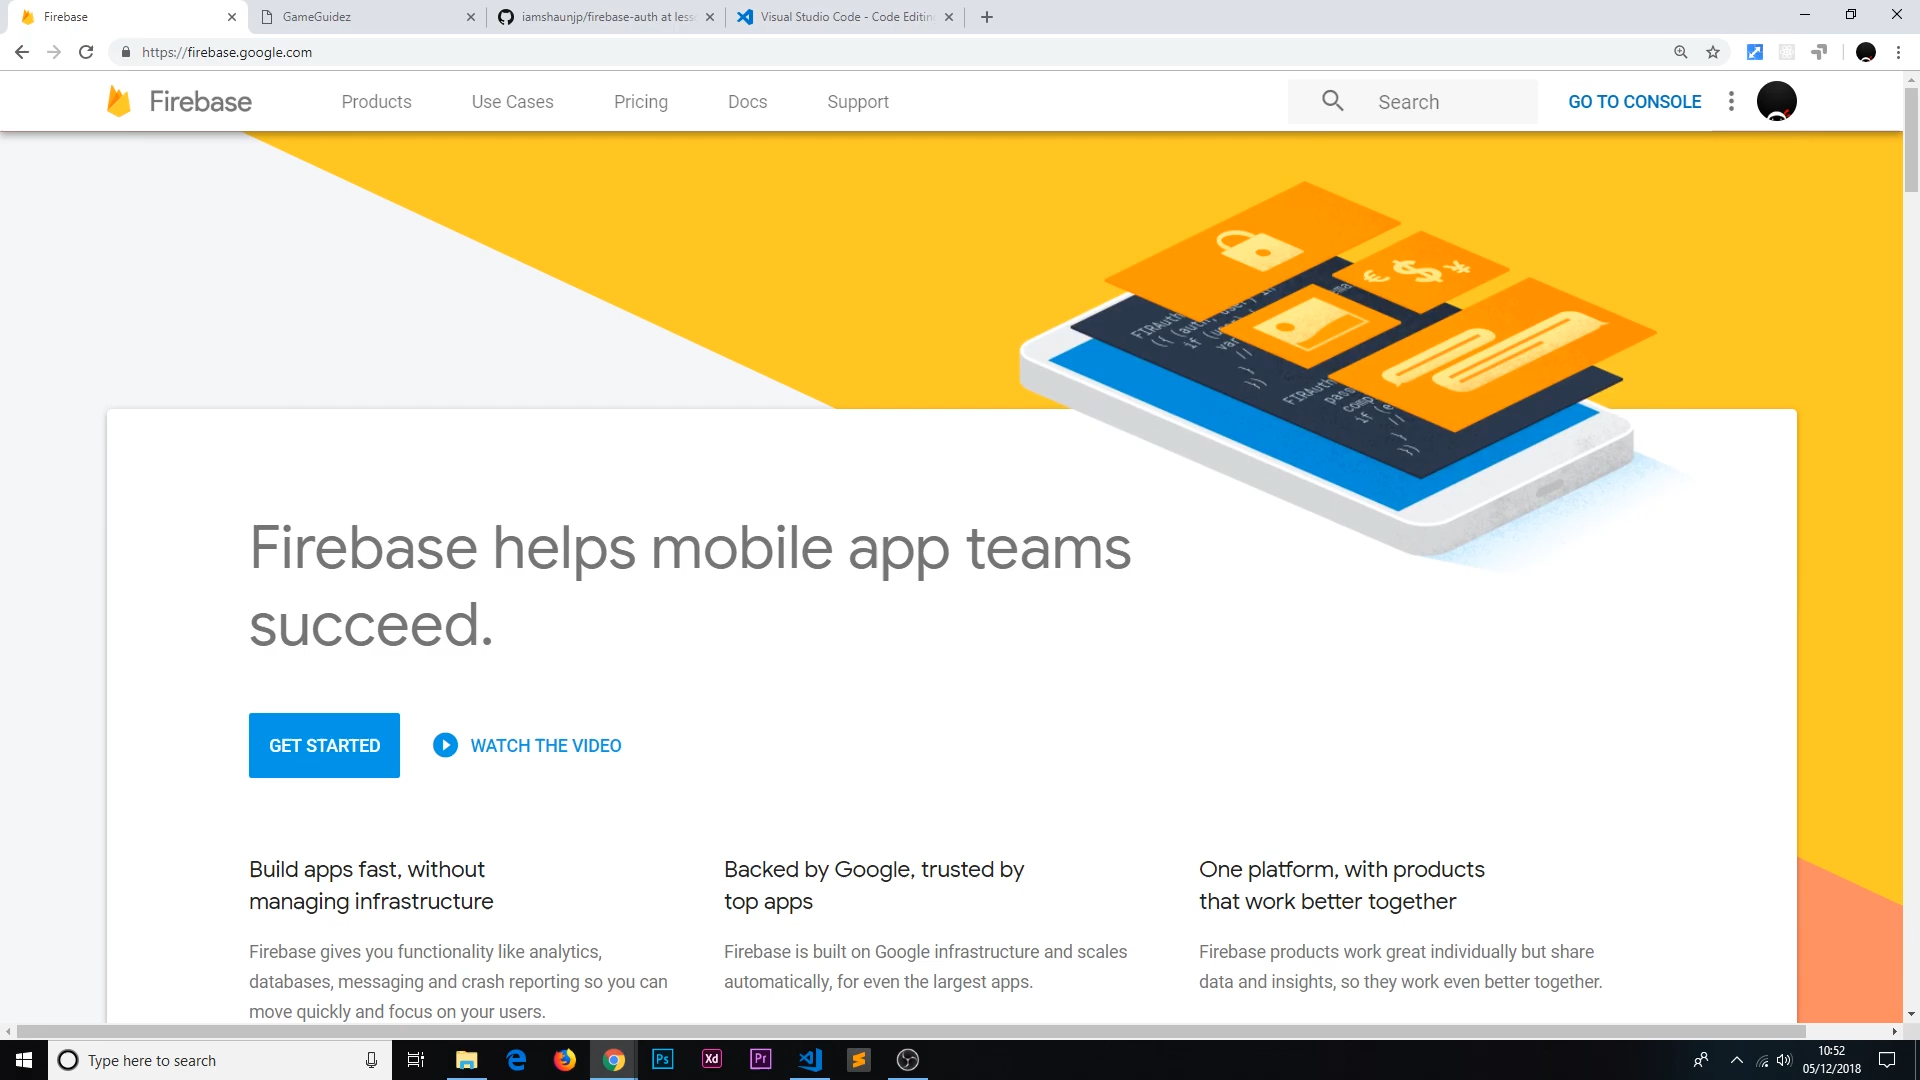 Firebase
GameGuidez
iamshaunjp/firebase-auth at less
Visual Studio Code - Code Editin
https://firebase.google.com
Firebase
Products
Use Cases
Pricing
Docs
Support
Search
GO TO CONSOLE
Firebase helps mobile app teams
succeed.
GET STARTED
WATCH THE VIDEO
Build apps fast, without
managing infrastructure
Backed by Google, trusted by
top apps
One platform, with products
that work better together
Firebase gives you functionality like analytics,
databases, messaging and crash reporting so you can
move quickly and focus on your users.
Firebase is built on Google infrastructure and scales
automatically, for even the largest apps.
Firebase products work great individually but share
data and insights, so they work even better together.
Type here to search
Ps
Xd
Pr
10:52
05/12/2018